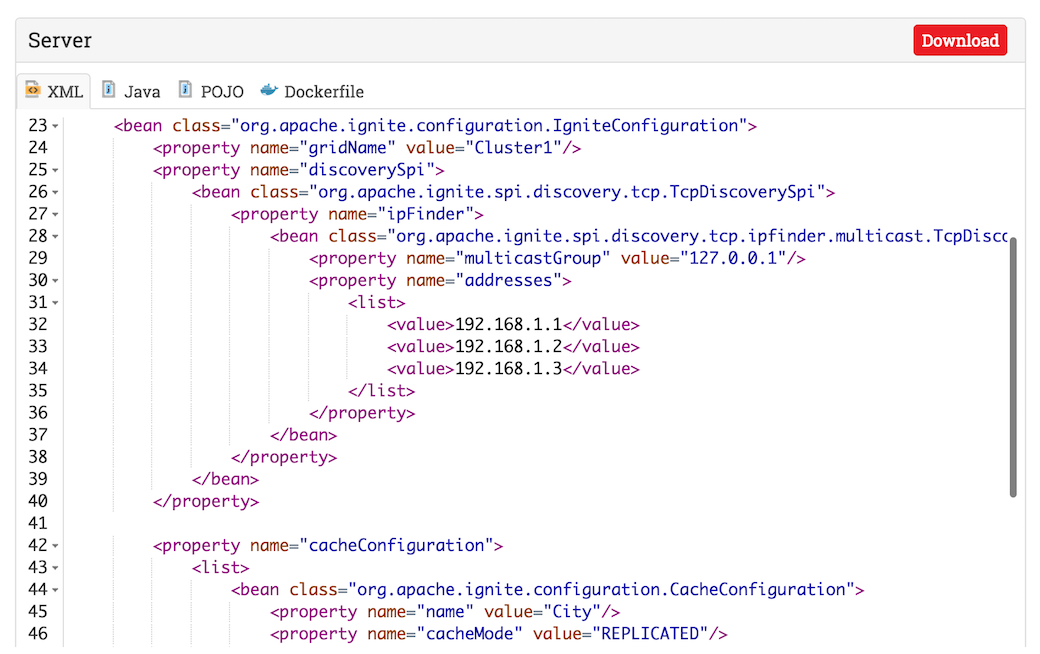 Server
Download
XML Java POJO Dockerfile
23 <bean class="org.apache.ignite.configuration.IgniteConfiguration">
24 <property name="gridName" value="Cluster1"/>
25 <property name="discoverySpi">
26 <bean class="org.apache.ignite.spi.discovery.tcp.TcpDiscoverySpi">
27 <property name="ipFinder">
28 <bean class="org.apache.ignite.spi.discovery.tcp.ipfinder.multicast.TcpDisco
29 <property name="multicastGroup" value="127.0.0.1"/>
30 <property name="addresses">
31 <list>
32 <value>192.168.1.1</value>
33 <value>192.168.1.2</value>
34 <value>192.168.1.3</value>
35 </list>
36 </property>
37 </bean>
38 </property>
39 </bean>
40 </property>
41
42 <property name="cacheConfiguration">
43 <list>
44 <bean class="org.apache.ignite.configuration.CacheConfiguration">
45 <property name="name" value="City"/>
46 <property name="cacheMode" value="REPLICATED"/>